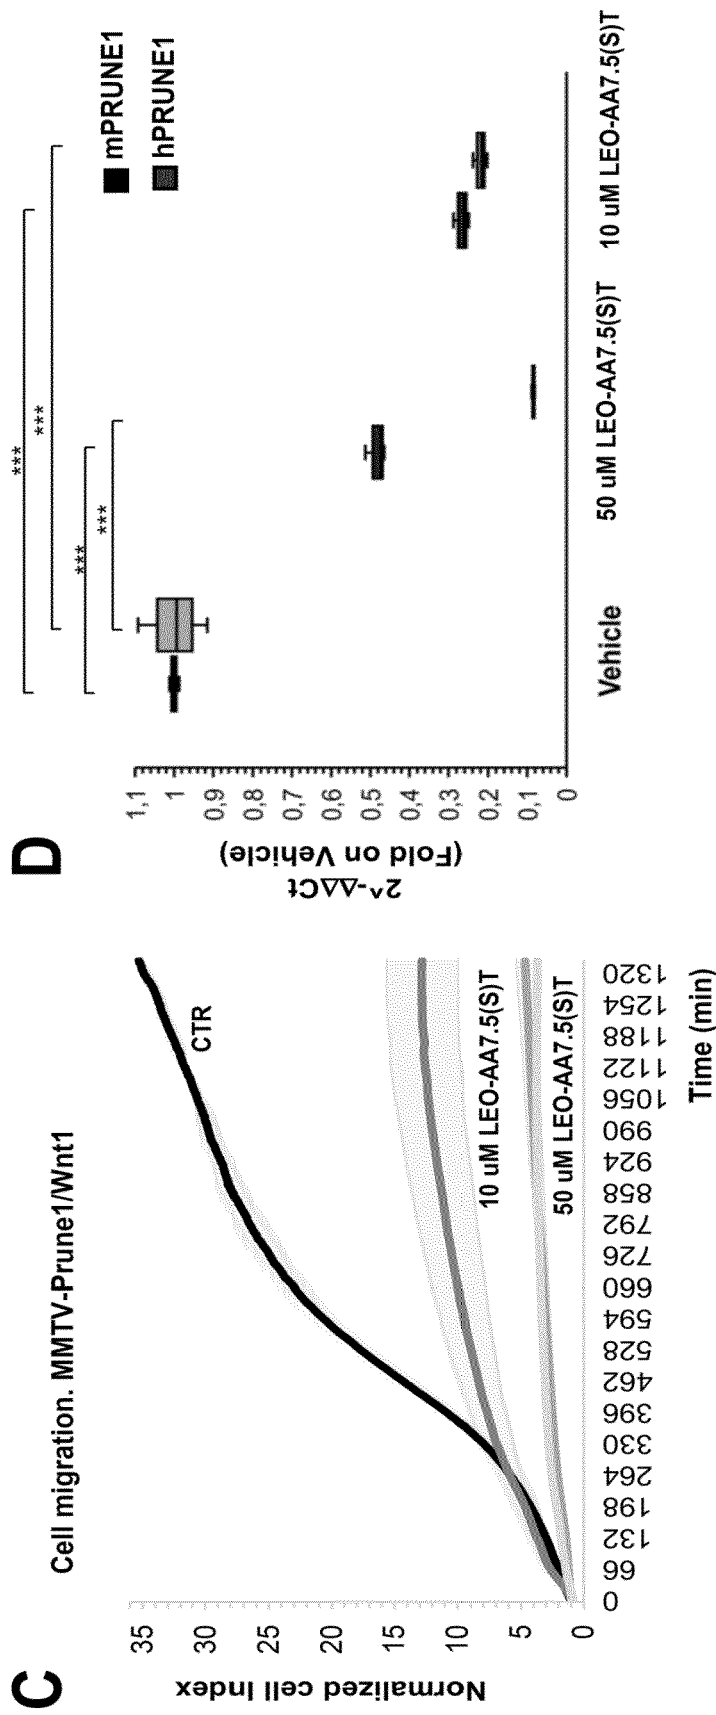 C
Cell migration. MMTV-Prune1/Wnt1
Normalized cell Index
35
30
25
20
15
10
5
0
CTR
10 uM LEO-AA7.5(S)T
50 uM LEO-AA7.5(S)T
0 66 132 198 264 330 396 462 528 594 660 726 792 858 924 990 1056 1122 1188 1254 1320
Time (min)
D
2^-ΔΔCt
(Fold on Vehicle)
1,1
1
0,9
0,8
0,7
0,6
0,5
0,4
0,3
0,2
0,1
0
***
***
***
***
mPRUNE1
hPRUNE1
Vehicle
50 uM LEO-AA7.5(S)T
10 uM LEO-AA7.5(S)T